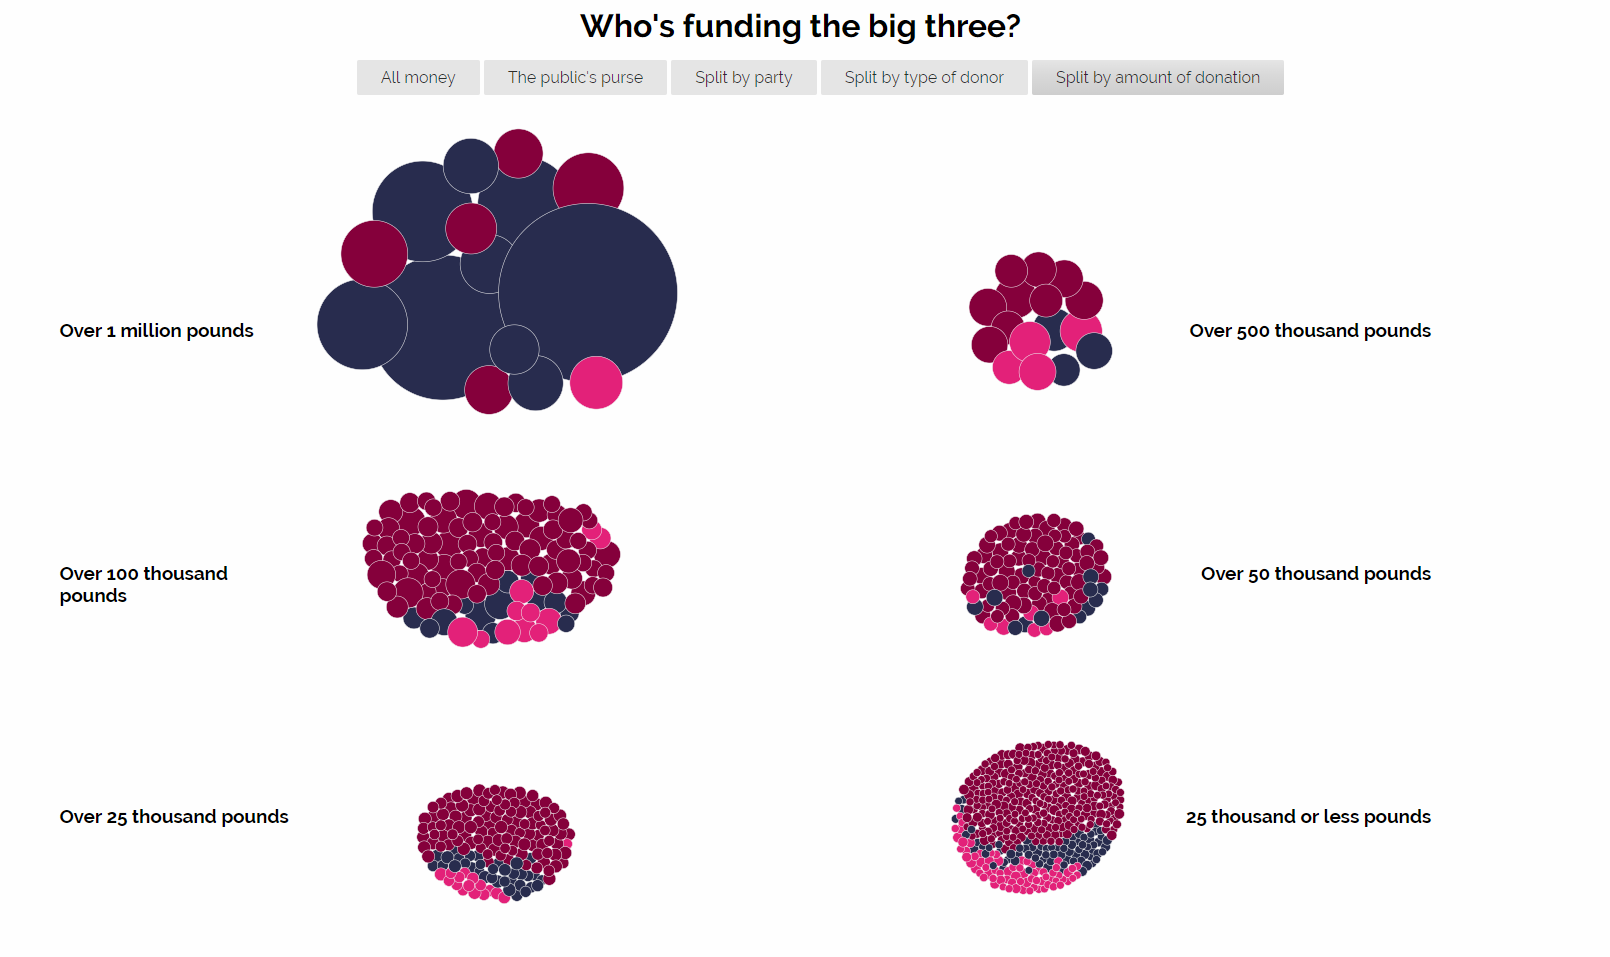 Who's funding the big three?
All money
The public's purse
Split by party
Split by type of donor
Split by amount of donation
Over 1 million pounds
Over 500 thousand pounds
Over 100 thousand
pounds
Over 50 thousand pounds
Over 25 thousand pounds
25 thousand or less pounds